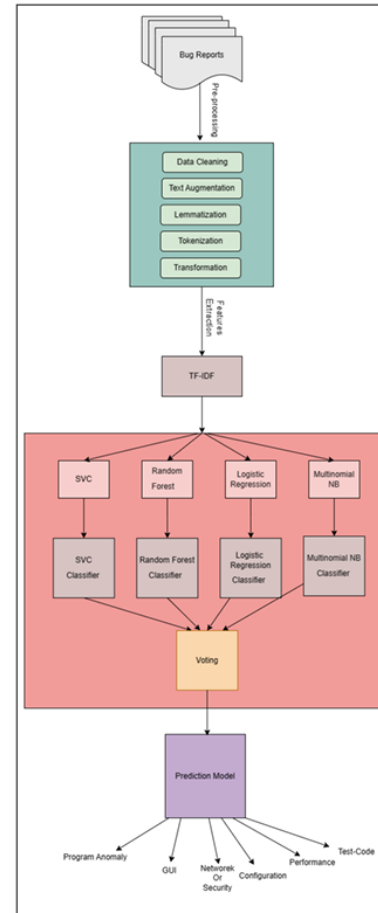 Bug Reports
Pre-processing
Data Cleaning
Text Augmentation
Lemmatization
Tokenization
Transformation
Features
Extraction
TF-IDF
SVC
Random
Forest
Logistic
Regression
Multinomial
NB
SVC
Classifier
Random Forest
Classifier
Logistic
Regression
Classifier
Multinomial NB
Classifier
Voting
Prediction Model
Program Anomaly
GUI
Networek
Or
Security
Configuration
Performance
Test-Code